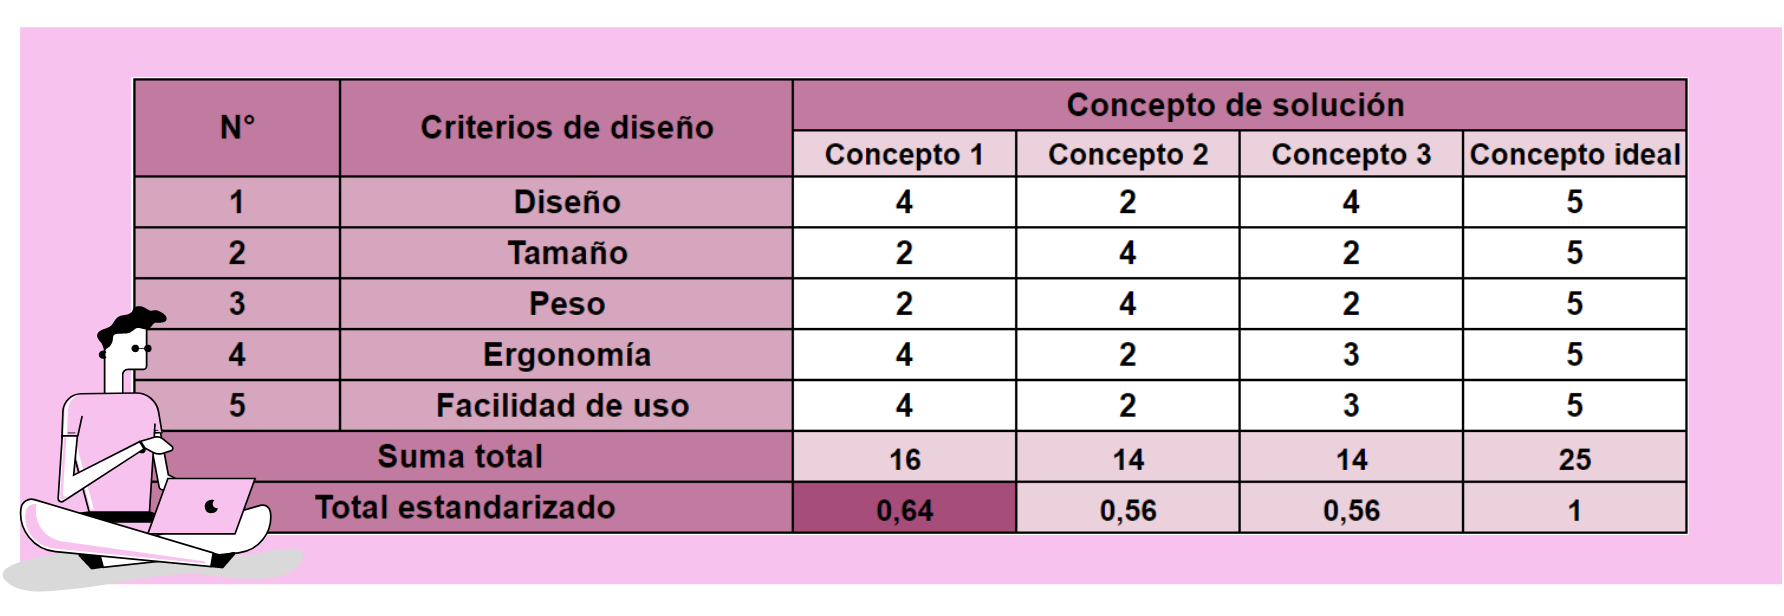 N° Criterios de diseño Concepto de solución
Concepto 1 Concepto 2 Concepto 3 Concepto ideal
1 Diseño 4 2 4 5
2 Tamaño 2 4 2 5
3 Peso 2 4 2 5
4 Ergonomía 4 2 3 5
5 Facilidad de uso 4 2 3 5
Suma total 16 14 14 25
Total estandarizado 0,64 0,56 0,56 1